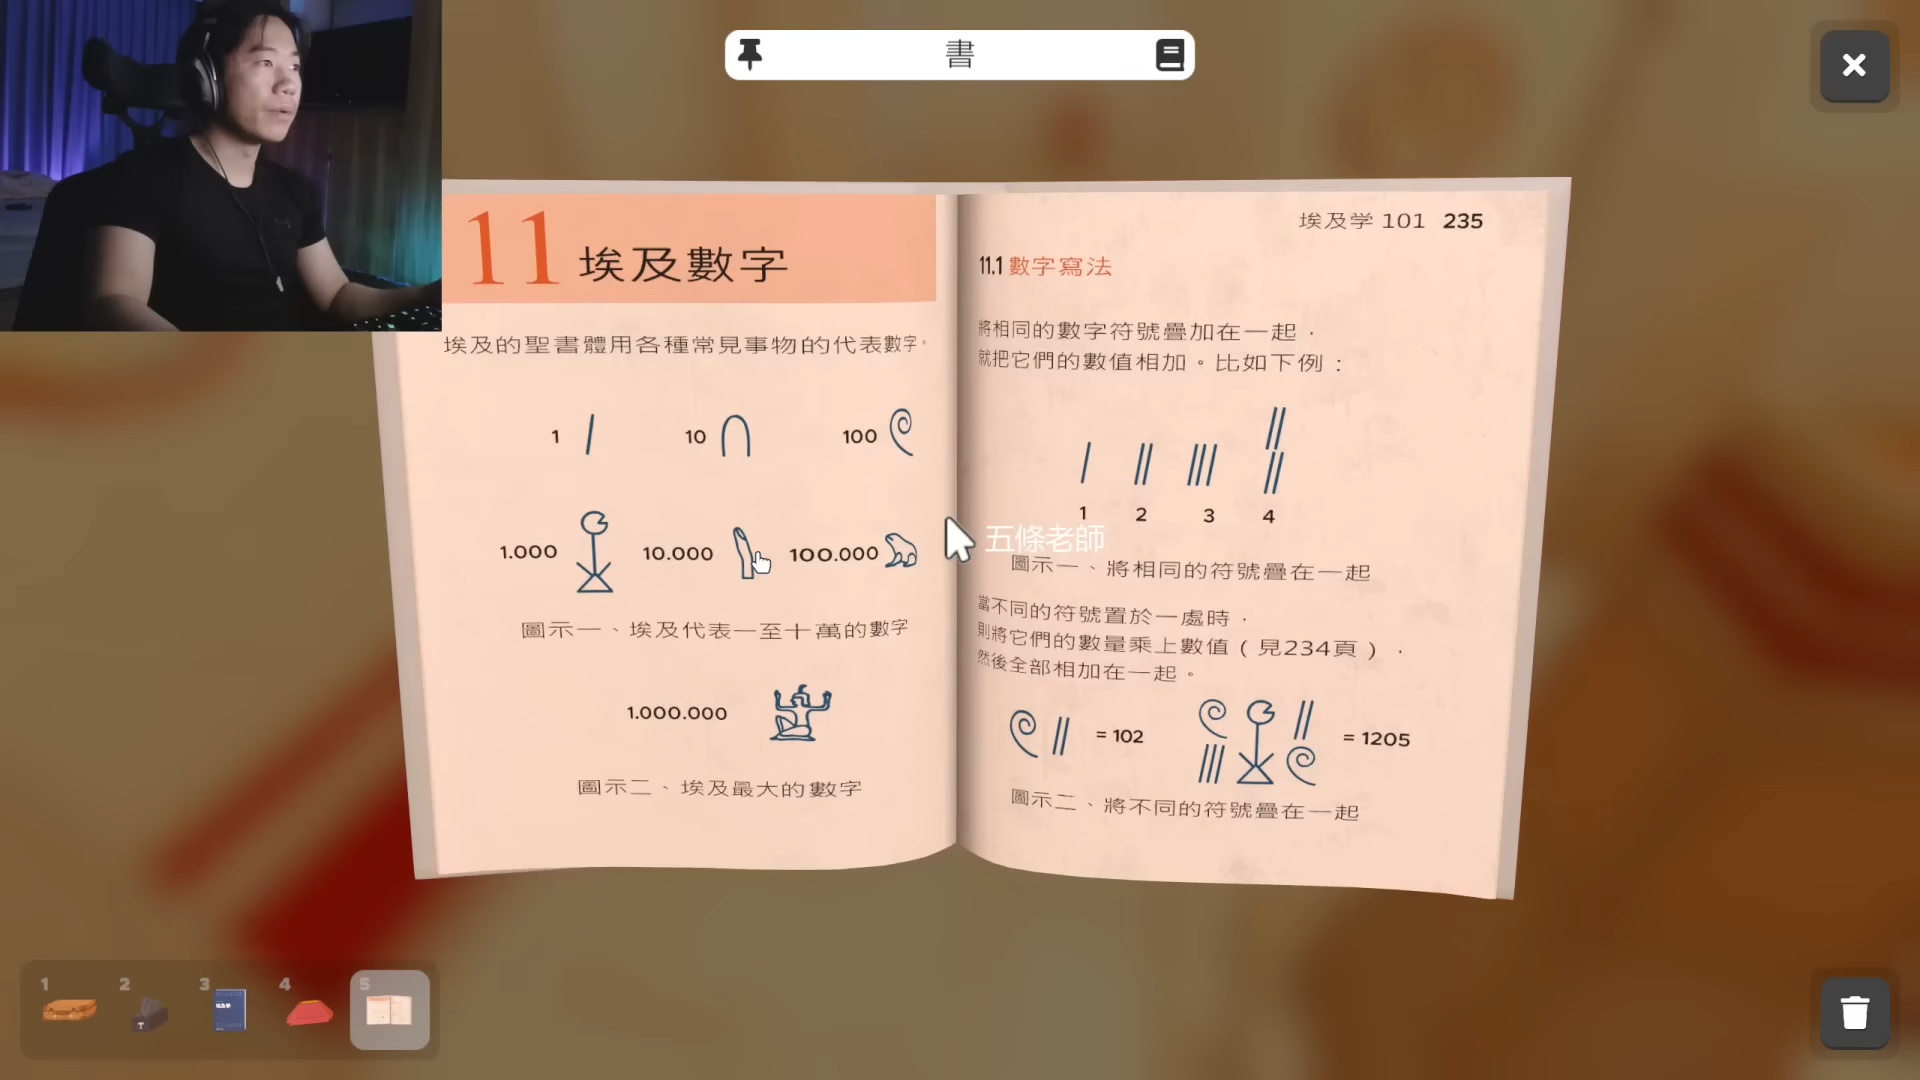 書
11 埃及數字
埃及的聖書體用各種常見事物的代表數字。
1
10
100
1.000
10.000
100.000
圖示一、埃及代表一至十萬的數字
1.000.000
圖示二、埃及最大的數字
埃及学 101 235
11.1 數字寫法
將相同的數字符號疊加在一起，
就把它們的數值相加。比如下例：
1 2 3 4
五條老師
圖示一、將相同的符號疊在一起
當不同的符號置於一處時，
則將它們的數量乘上數值（見234頁），
然後全部相加在一起。
= 102
= 1205
圖示二、將不同的符號疊在一起
1 2 3 4 5
T